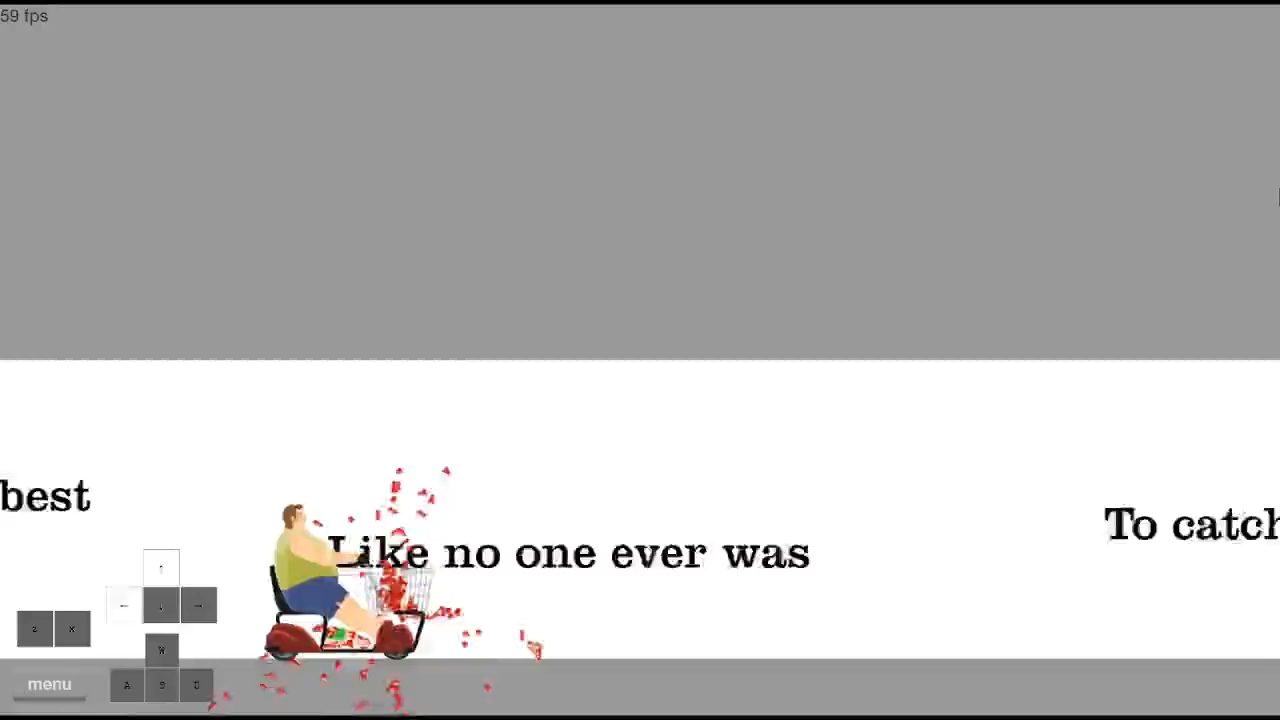 59 fps
best
Like no one ever was
To catch
↑
← ↓ →
z x
W
A S D
menu